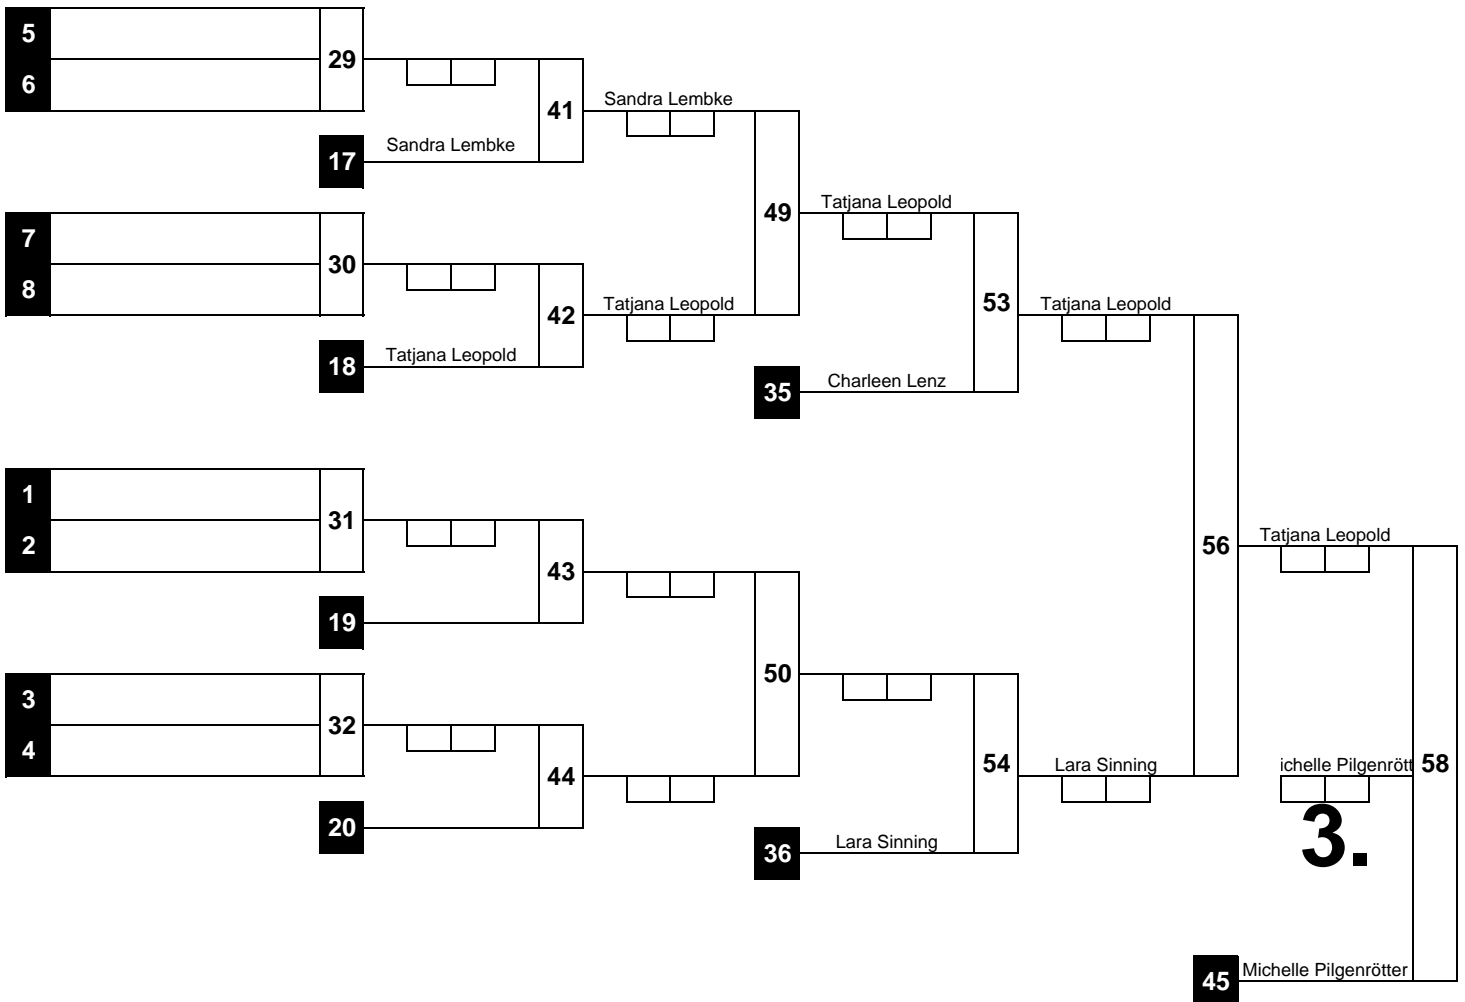 5
29
6
41
Sandra Lembke
17
Sandra Lembke
7
30
8
42
Tatjana Leopold
18
Tatjana Leopold
49
Tatjana Leopold
53
Tatjana Leopold
35
Charleen Lenz
1
31
2
43
19
3
32
4
44
20
50
54
Lara Sinning
36
Lara Sinning
56
Tatjana Leopold
ichelle Pilgenrött
58
3.
45
Michelle Pilgenrötter